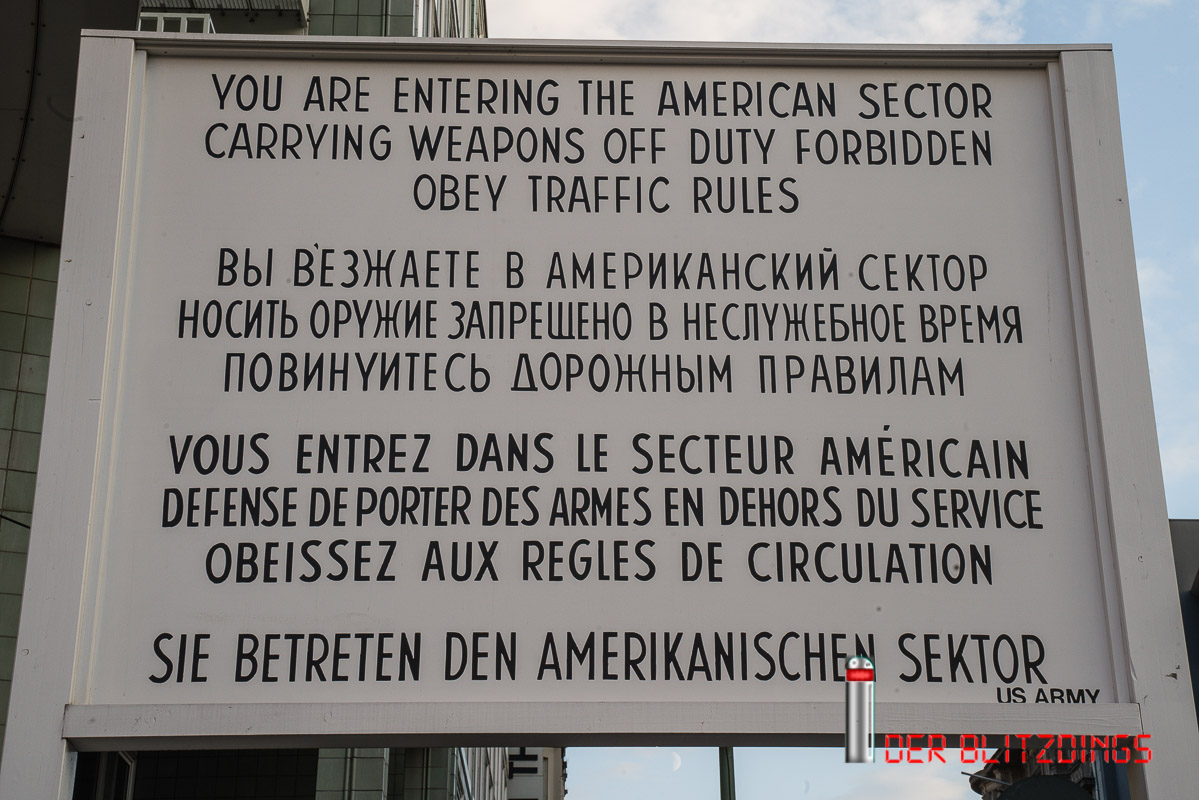 YOU ARE ENTERING THE AMERICAN SECTOR
CARRYING WEAPONS OFF DUTY FORBIDDEN
OBEY TRAFFIC RULES
ВЫ В'ЕЗЖАЕТЕ В АМЕРИКАНСКИЙ СЕКТОР
НОСИТЬ ОРУЖИЕ ЗАПРЕЩЕНО В НЕСЛУЖЕБНОЕ ВРЕМЯ
ПОВИНУИТЕСЬ ДОРОЖНЫМ ПРАВИЛАМ
VOUS ENTREZ DANS LE SECTEUR AMÉRICAIN
DEFENSE DE PORTER DES ARMES EN DEHORS DU SERVICE
OBEISSEZ AUX REGLES DE CIRCULATION
SIE BETRETEN DEN AMERIKANISCHEN SEKTOR
US ARMY
DER BLITZDINGS